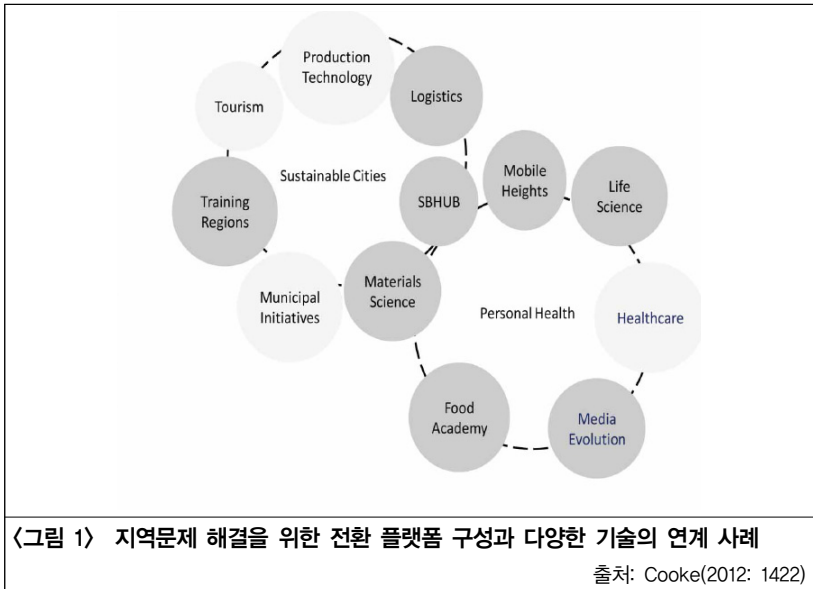 Production
Technology
Logistics
Tourism
Sustainable Cities
Training
Regions
SBHUB
Mobile
Heights
Life
Science
Municipal
Initiatives
Materials
Science
Personal Health
Healthcare
Food
Academy
Media
Evolution
〈그림 1〉 지역문제 해결을 위한 전환 플랫폼 구성과 다양한 기술의 연계 사례
출처: Cooke(2012: 1422)